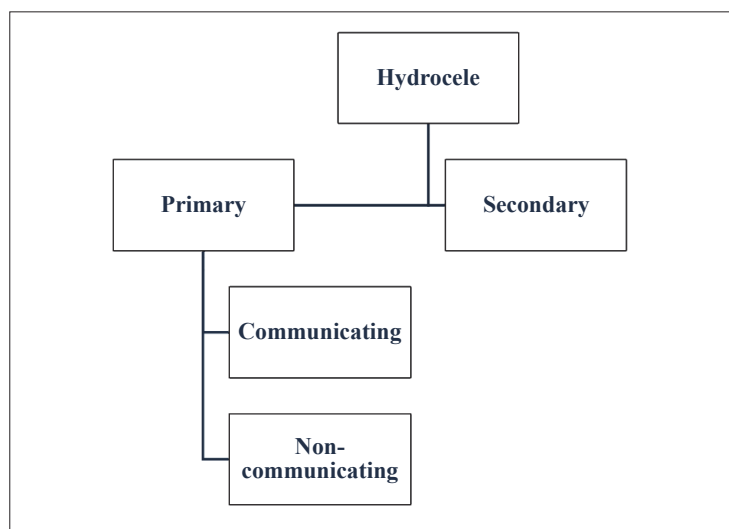 Hydrocele
Primary
Secondary
Communicating
Non-
communicating